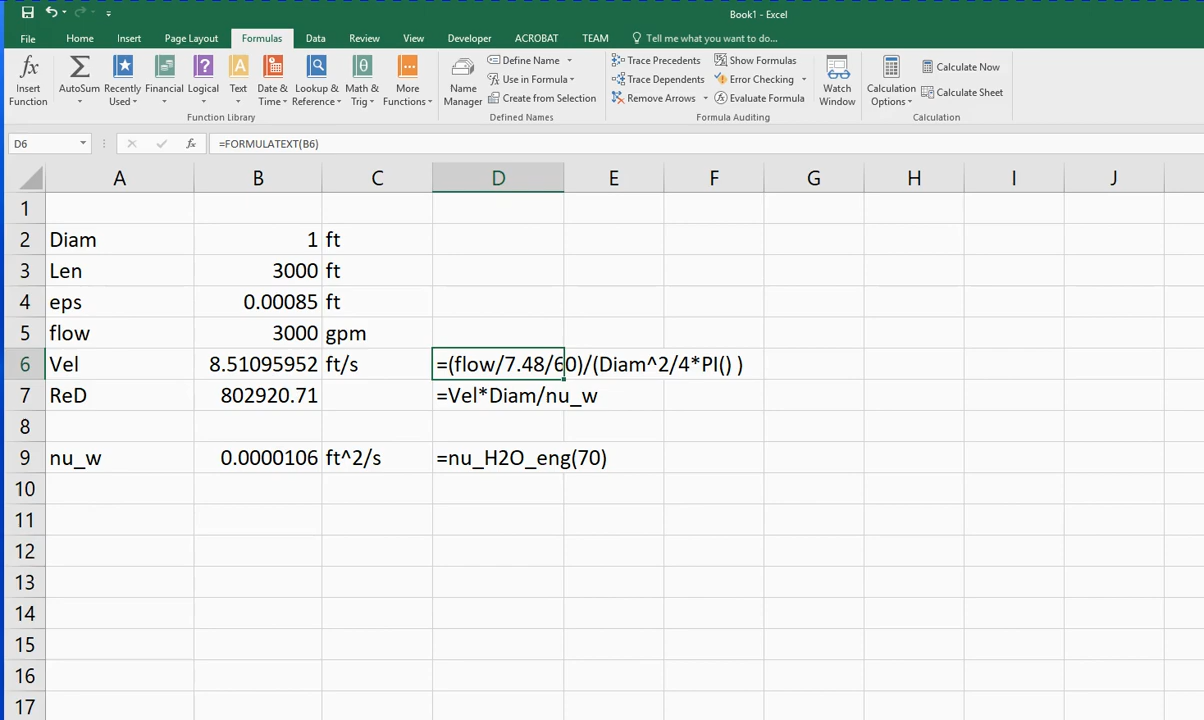 Book1 - Excel
File Home Insert Page Layout Formulas Data Review View Developer ACROBAT TEAM Tell me what you want to do...
fx Insert Function
Σ AutoSum
Recently Used
Financial
Logical
Text
Date & Time
Lookup & Reference
Math & Trig
More Functions
Function Library
Name Manager
Define Name
Use in Formula
Create from Selection
Defined Names
Trace Precedents
Trace Dependents
Remove Arrows
Show Formulas
Error Checking
Evaluate Formula
Formula Auditing
Watch Window
Calculation Options
Calculate Now
Calculate Sheet
Calculation
D6 fx =FORMULATEXT(B6)
A B C D E F G H I J
1
2 Diam 1 ft
3 Len 3000 ft
4 eps 0.00085 ft
5 flow 3000 gpm
6 Vel 8.51095952 ft/s =(flow/7.48/60)/(Diam^2/4*PI() )
7 ReD 802920.71 =Vel*Diam/nu_w
8
9 nu_w 0.0000106 ft^2/s =nu_H2O_eng(70)
10
11
12
13
14
15
16
17